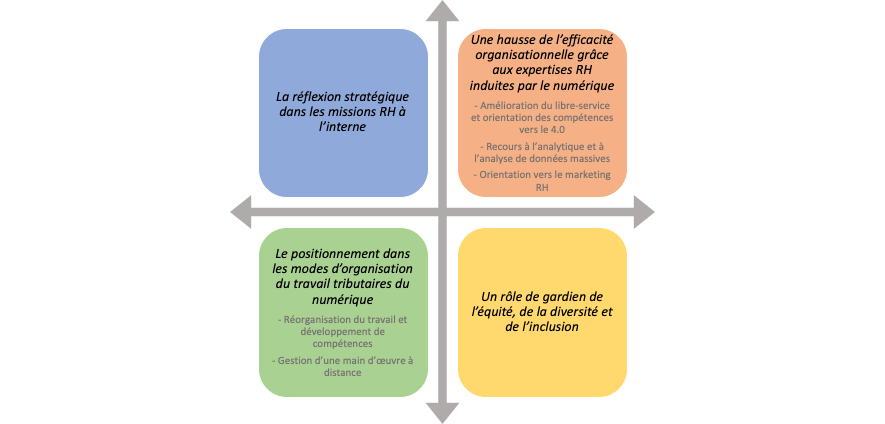 La réflexion stratégique
dans les missions RH à
l’interne
Une hausse de l’efficacité
organisationnelle grâce
aux expertises RH
induites par le numérique
- Amélioration du libre-service
et orientation des compétences
vers le 4.0
- Recours à l’analytique et à
l’analyse de données massives
- Orientation vers le marketing
RH
Le positionnement dans
les modes d’organisation
du travail tributaires du
numérique
- Réorganisation du travail et
développement de
compétences
- Gestion d’une main d’œuvre à
distance
Un rôle de gardien de
l’équité, de la diversité et
de l’inclusion